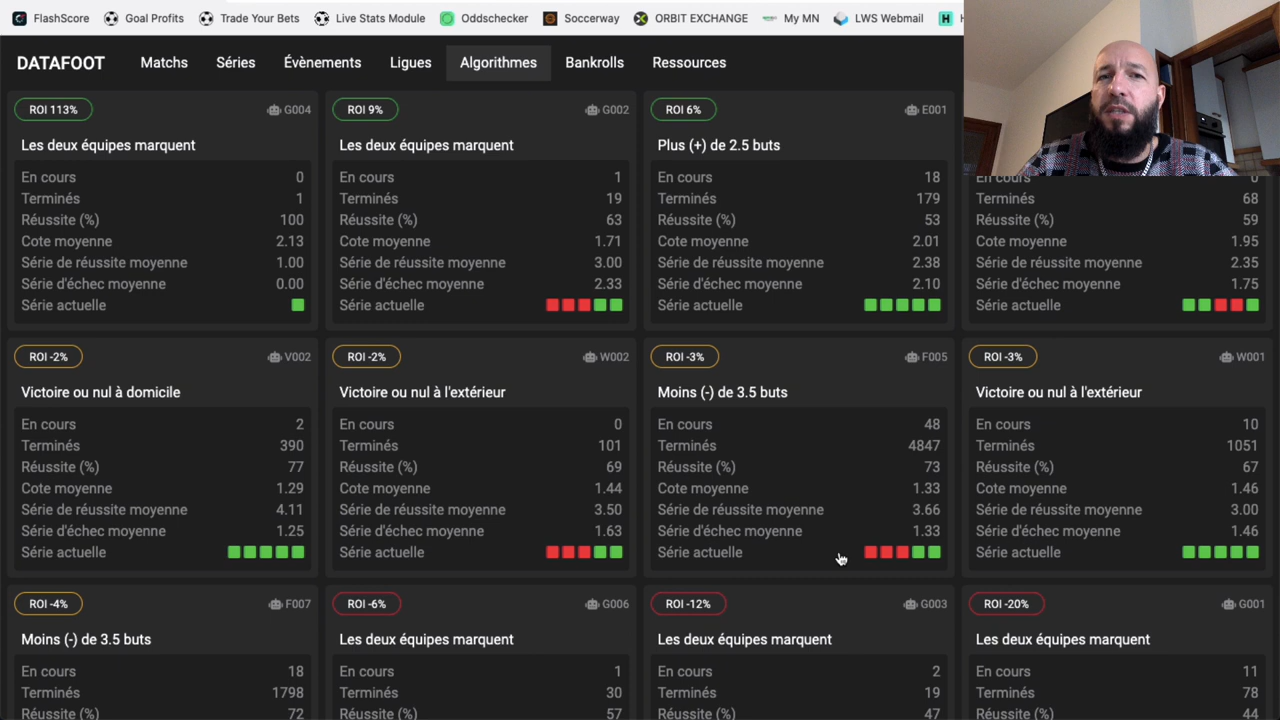 FlashScore Goal Profits Trade Your Bets Live Stats Module Oddschecker Soccerway ORBIT EXCHANGE My MN LWS Webmail H
DATAFOOT Matchs Séries Évènements Ligues Algorithmes Bankrolls Ressources
ROI 113% G004
Les deux équipes marquent
En cours 0
Terminés 1
Réussite (%) 100
Cote moyenne 2.13
Série de réussite moyenne 1.00
Série d'échec moyenne 0.00
Série actuelle
ROI 9% G002
Les deux équipes marquent
En cours 1
Terminés 19
Réussite (%) 63
Cote moyenne 1.71
Série de réussite moyenne 3.00
Série d'échec moyenne 2.33
Série actuelle
ROI 6% E001
Plus (+) de 2.5 buts
En cours 18
Terminés 179
Réussite (%) 53
Cote moyenne 2.01
Série de réussite moyenne 2.38
Série d'échec moyenne 2.10
Série actuelle
En cours 0
Terminés 68
Réussite (%) 59
Cote moyenne 1.95
Série de réussite moyenne 2.35
Série d'échec moyenne 1.75
Série actuelle
ROI -2% V002
Victoire ou nul à domicile
En cours 2
Terminés 390
Réussite (%) 77
Cote moyenne 1.29
Série de réussite moyenne 4.11
Série d'échec moyenne 1.25
Série actuelle
ROI -2% W002
Victoire ou nul à l'extérieur
En cours 0
Terminés 101
Réussite (%) 69
Cote moyenne 1.44
Série de réussite moyenne 3.50
Série d'échec moyenne 1.63
Série actuelle
ROI -3% F005
Moins (-) de 3.5 buts
En cours 48
Terminés 4847
Réussite (%) 73
Cote moyenne 1.33
Série de réussite moyenne 3.66
Série d'échec moyenne 1.33
Série actuelle
ROI -3% W001
Victoire ou nul à l'extérieur
En cours 10
Terminés 1051
Réussite (%) 67
Cote moyenne 1.46
Série de réussite moyenne 3.00
Série d'échec moyenne 1.46
Série actuelle
ROI -4% F007
Moins (-) de 3.5 buts
En cours 18
Terminés 1798
Réussite (%) 72
ROI -6% G006
Les deux équipes marquent
En cours 1
Terminés 30
Réussite (%) 57
ROI -12% G003
Les deux équipes marquent
En cours 2
Terminés 19
Réussite (%) 47
ROI -20% G001
Les deux équipes marquent
En cours 11
Terminés 78
Réussite (%) 44